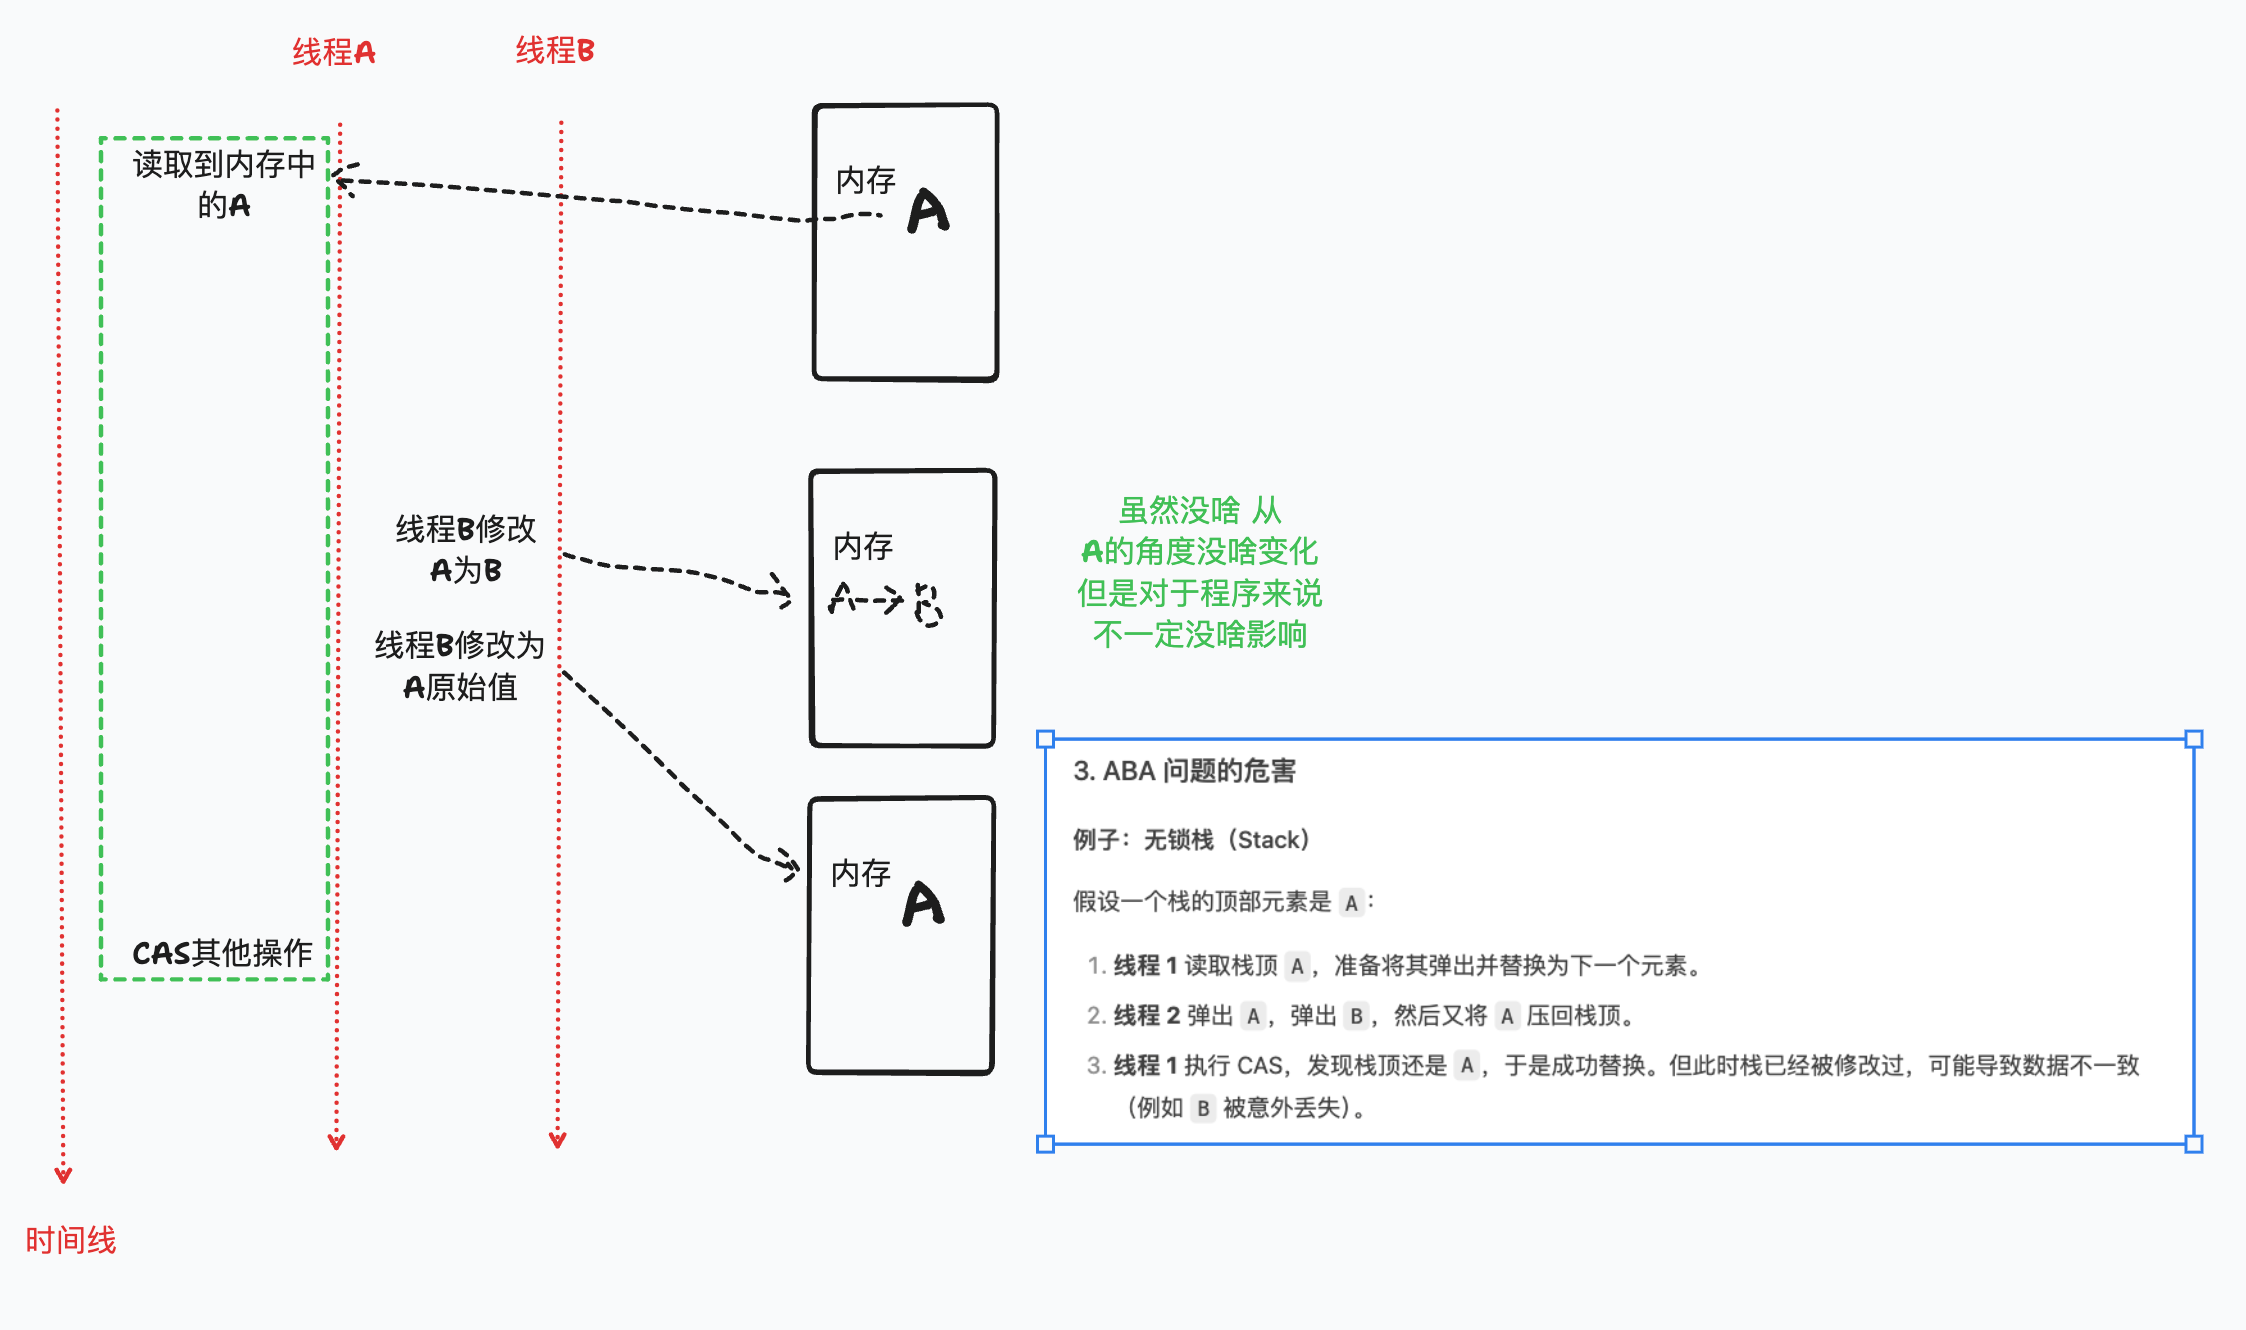 线程A
线程B
读取到内存中
的A
内存
A
线程B修改
A为B
内存
A B
线程B修改为
A原始值
内存
A
CAS其他操作
时间线
虽然没啥 从
A的角度没啥变化
但是对于程序来说
不一定没啥影响
3. ABA 问题的危害
例子：无锁栈（Stack）
假设一个栈的顶部元素是 A：
1. 线程 1 读取栈顶 A，准备将其弹出并替换为下一个元素。
2. 线程 2 弹出 A，弹出 B，然后又将 A 压回栈顶。
3. 线程 1 执行 CAS，发现栈顶还是 A，于是成功替换。但此时栈已经被修改过，可能导致数据不一致
（例如 B 被意外丢失）。